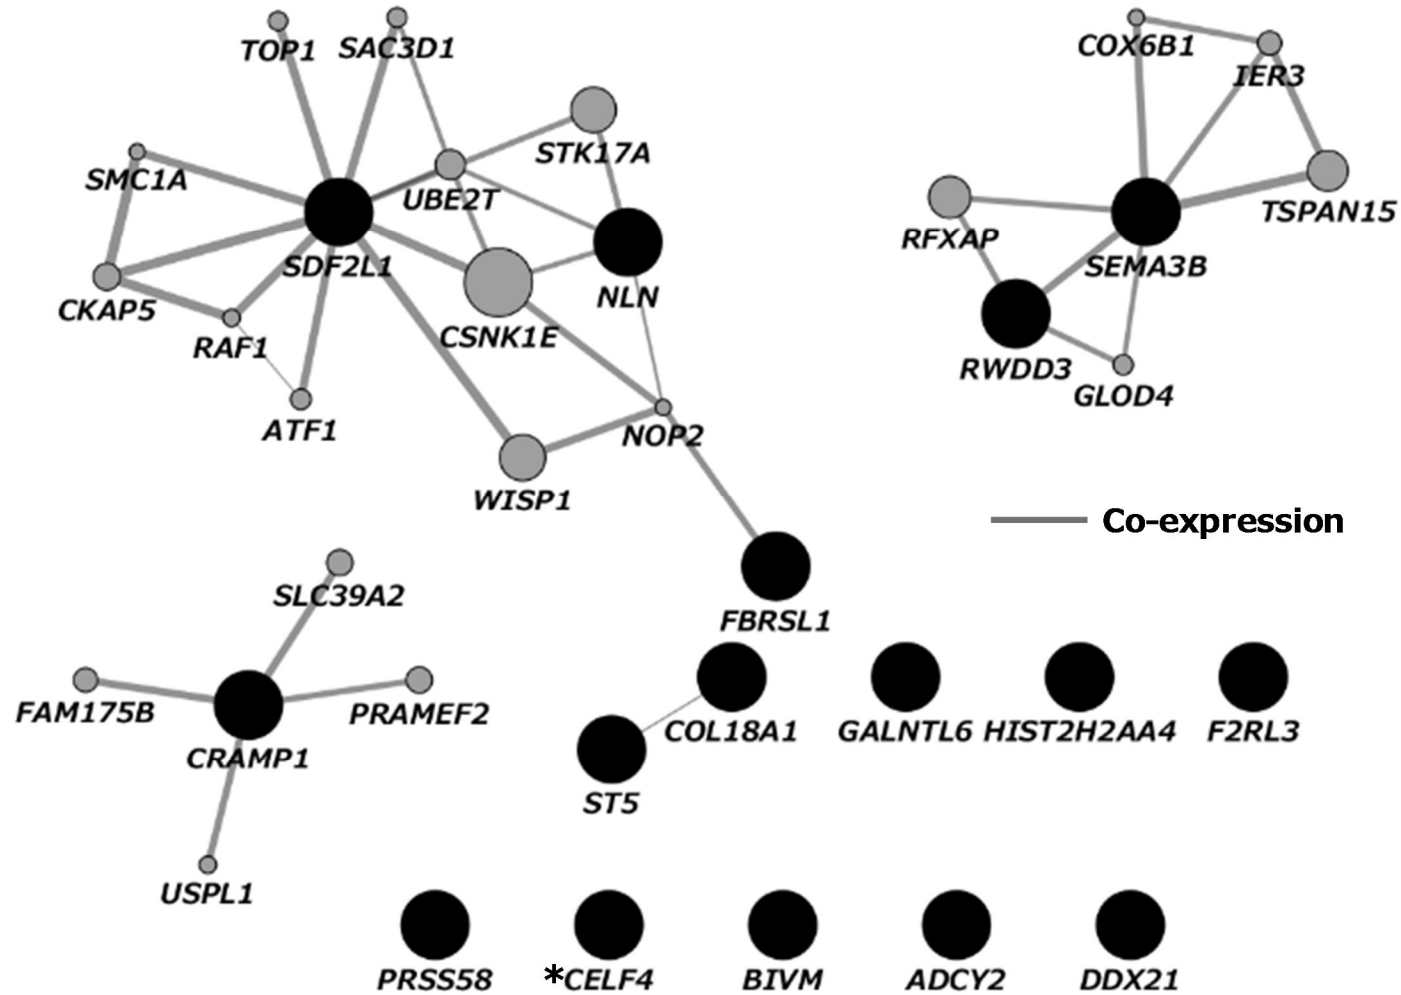 TOP1
SAC3D1
COX6B1
IER3
STK17A
SMC1A
UBE2T
TSPAN15
RFXAP
SDF2L1
SEMA3B
NLN
CKAP5
CSNK1E
RAF1
RWDD3
GLOD4
ATF1
NOP2
WISP1
Co-expression
SLC39A2
FBRSL1
FAM175B
PRAMEF2
COL18A1
GALNTL6
HIST2H2AA4
F2RL3
CRAMP1
ST5
USPL1
PRSS58
*CELF4
BIVM
ADCY2
DDX21